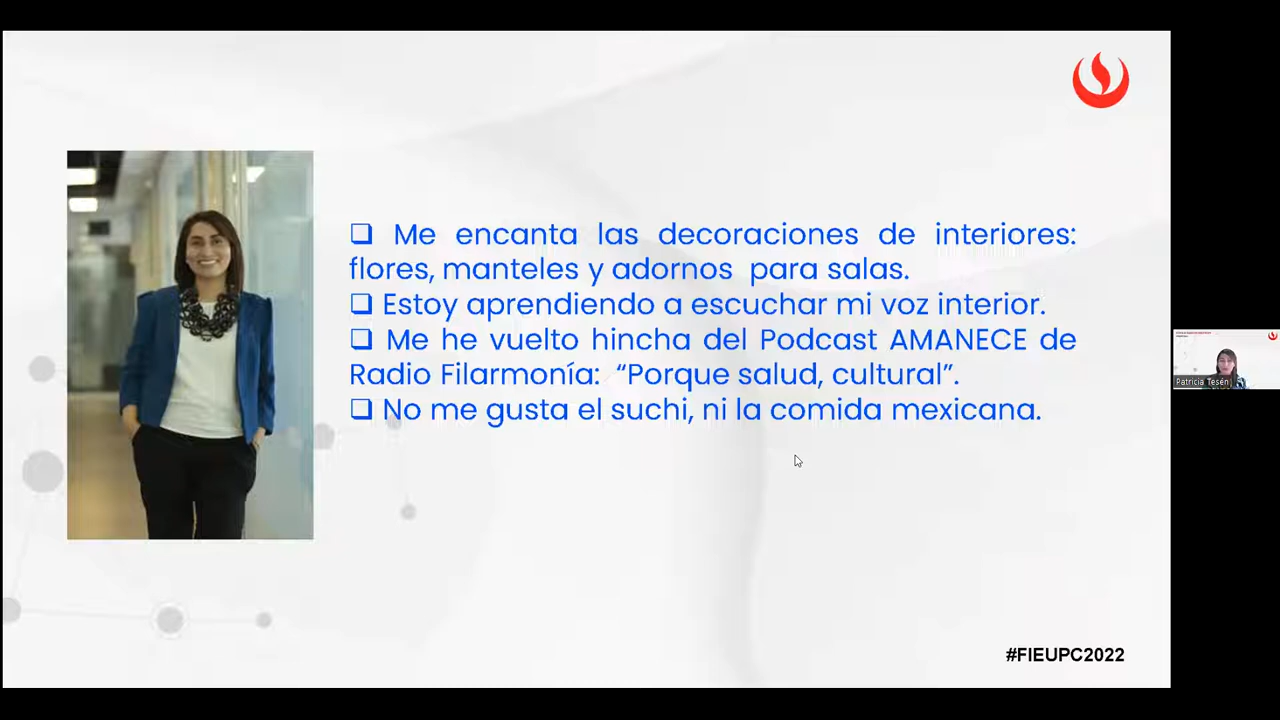 ❑ Me encanta las decoraciones de interiores:
flores, manteles y adornos para salas.
❑ Estoy aprendiendo a escuchar mi voz interior.
❑ Me he vuelto hincha del Podcast AMANECE de
Radio Filarmonía: “Porque salud, cultural”.
❑ No me gusta el suchi, ni la comida mexicana.
Patricia Tesén
#FIEUPC2022